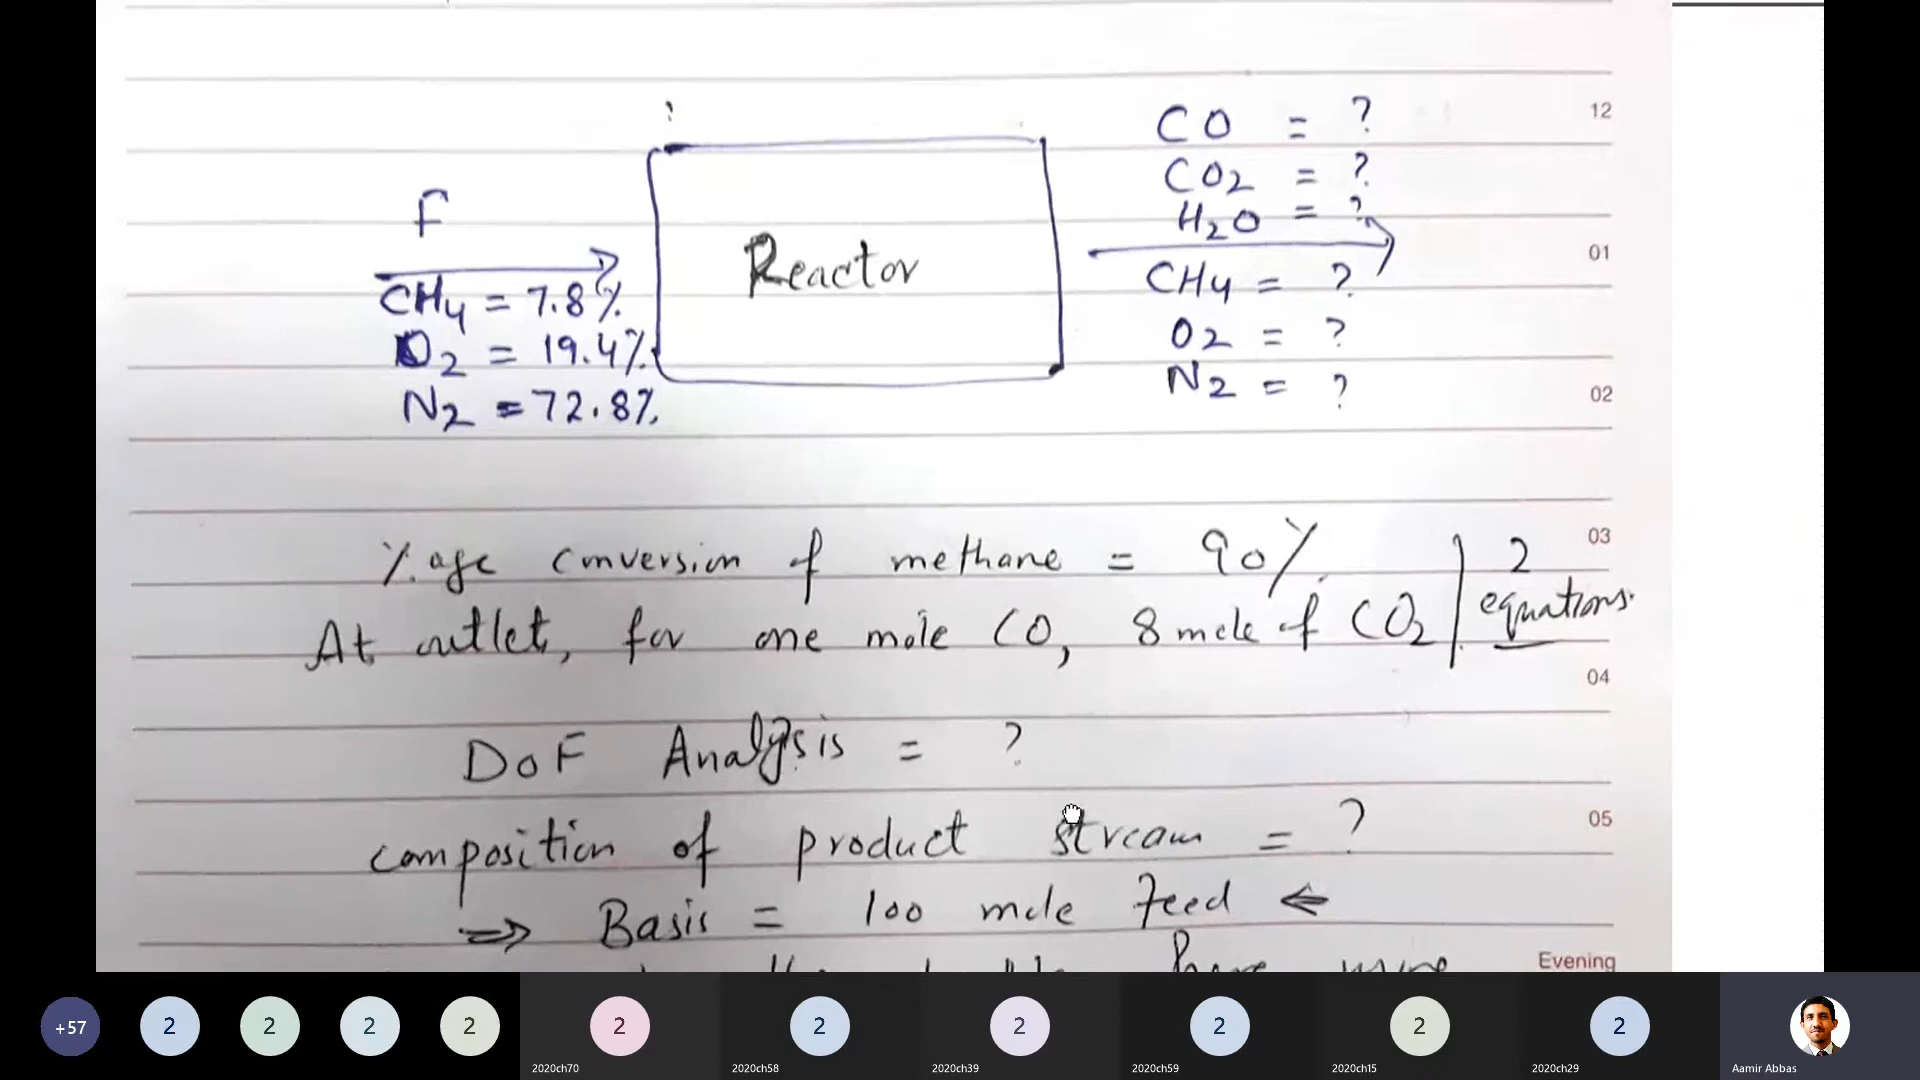 F
CH4 = 7.8%
O2 = 19.4%
N2 = 72.8%
Reactor
CO = ?
CO2 = ?
H2O = ?
CH4 = ?
O2 = ?
N2 = ?
12
01
02
03
04
05
Evening
%age conversion of methane = 90%
At outlet, for one mole CO, 8 mole of CO2
2
equations.
DoF Analysis = ?
composition of product stream = ?
⇒ Basis = 100 mole feed ⇐
+57
2
2
2
2
2
2
2
2
2
2
2020ch70
2020ch58
2020ch39
2020ch59
2020ch15
2020ch29
Aamir Abbas